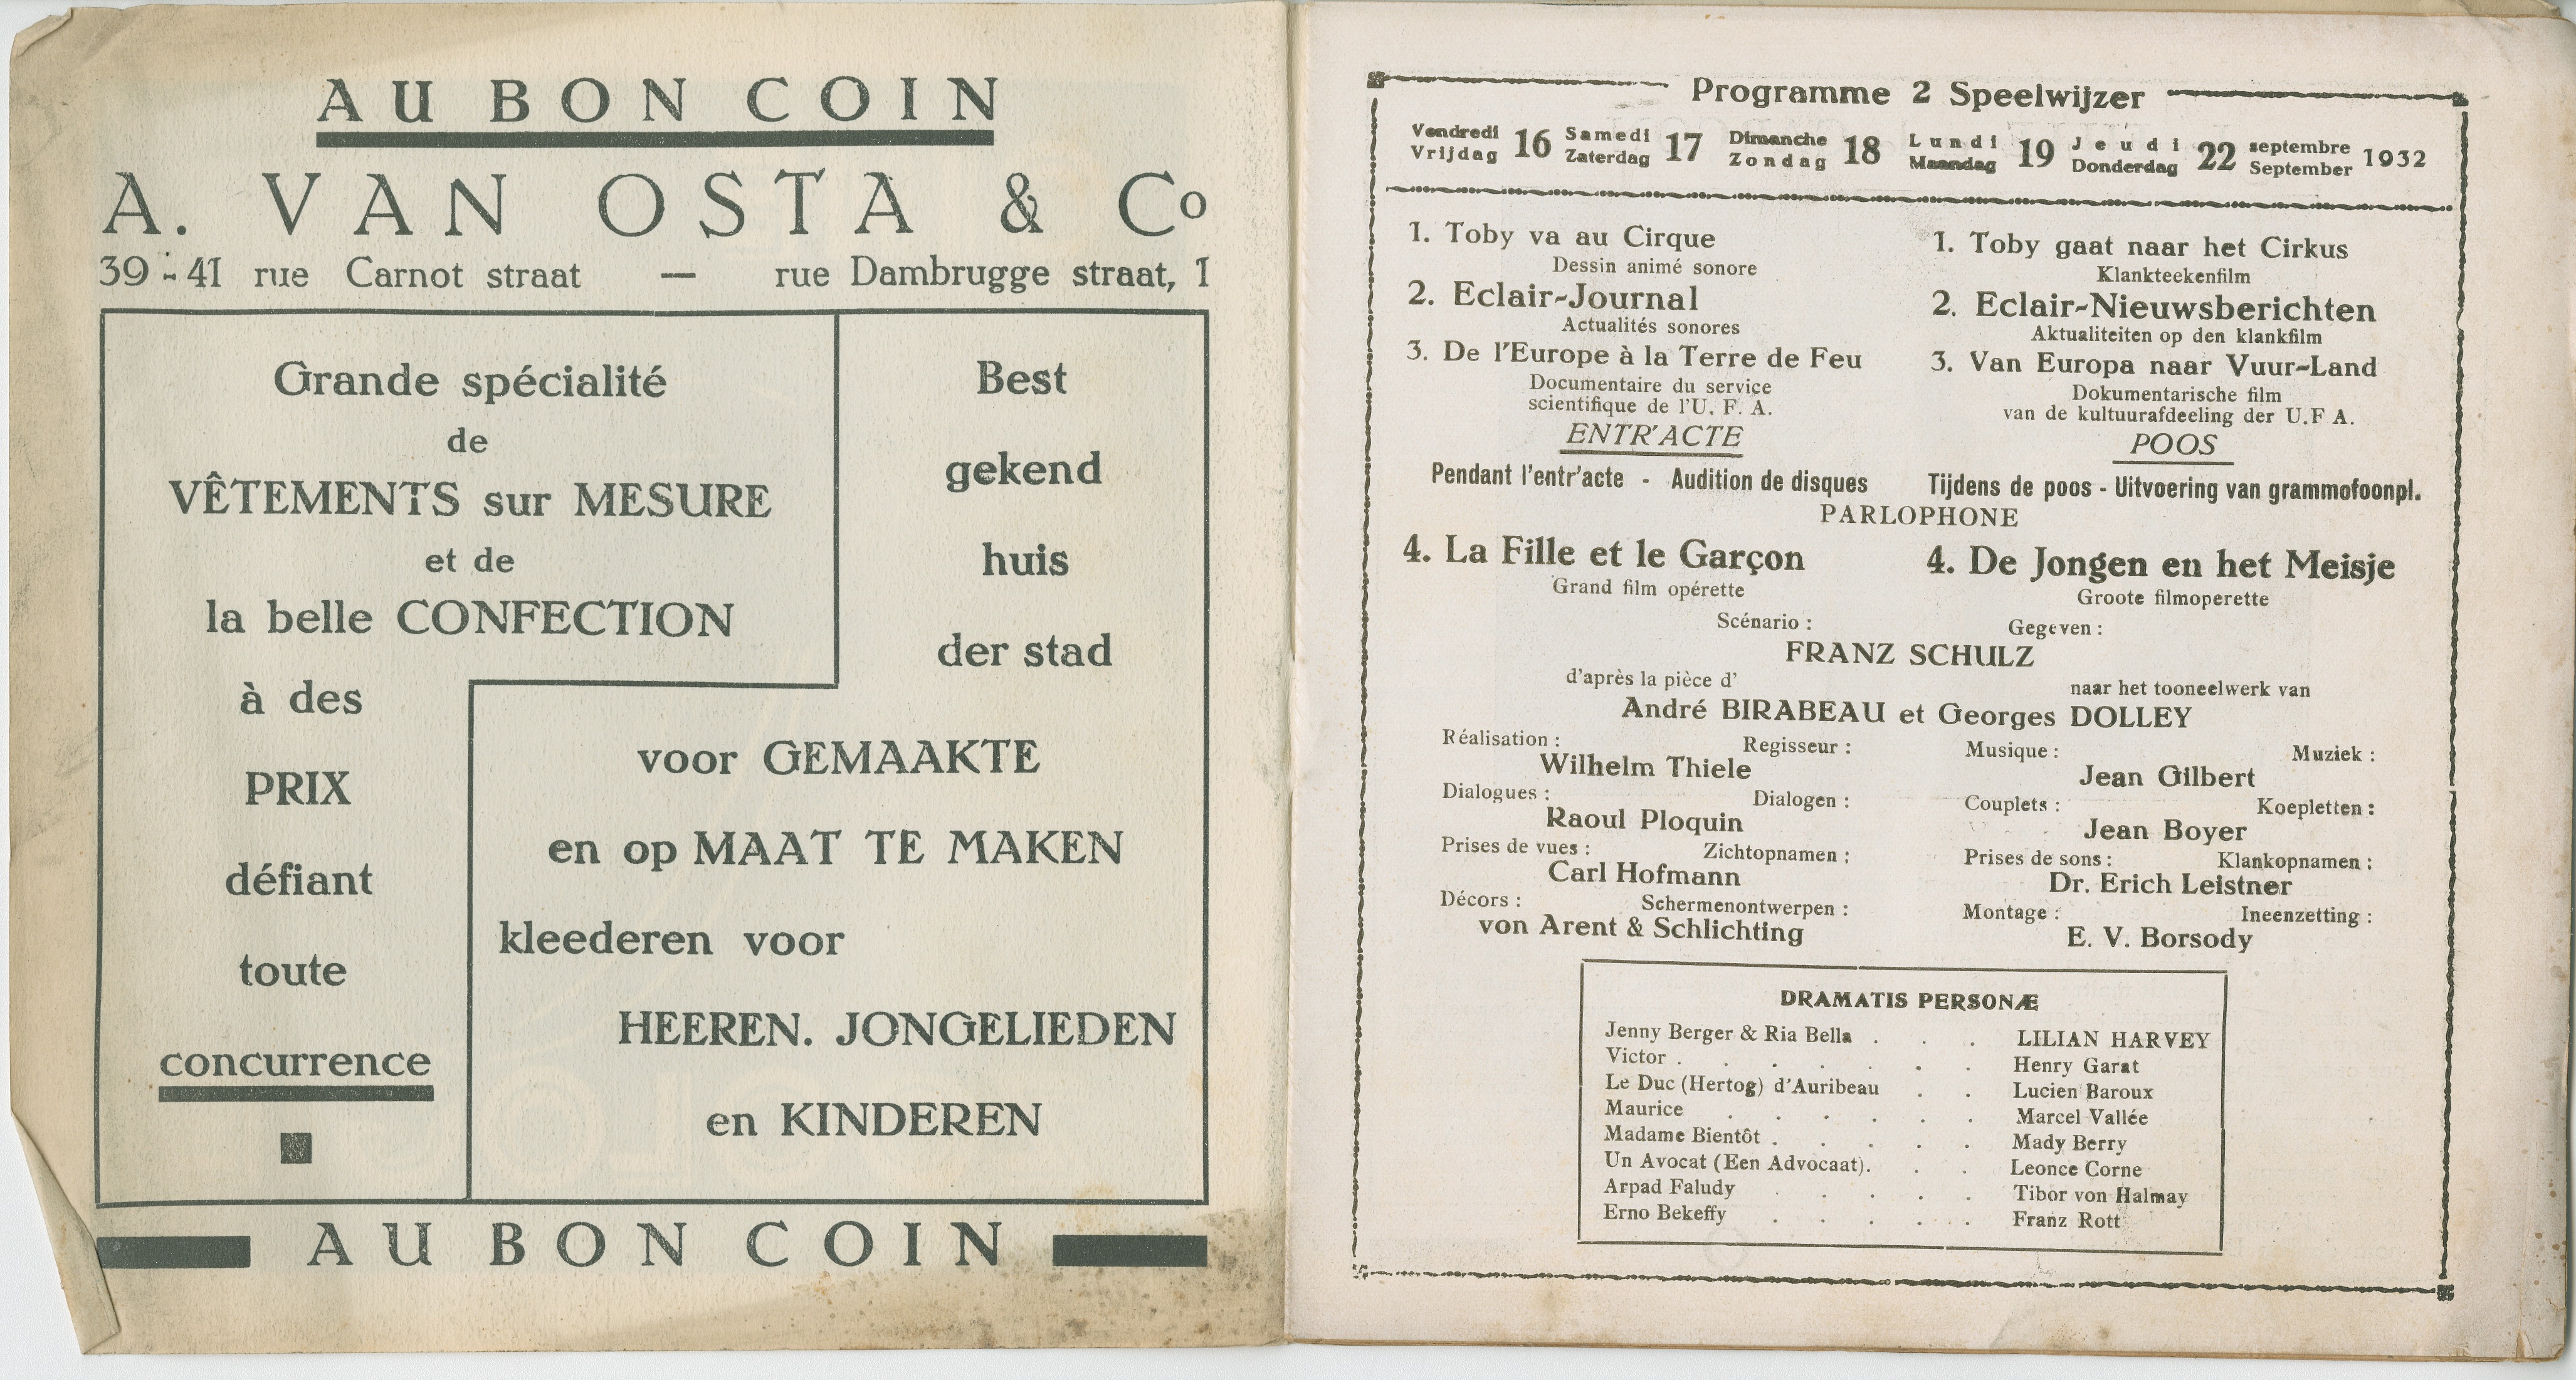 AU BON COIN
A. VAN OSTA & Co
39-41 rue Carnot straat — rue Dambrugge straat, 1
Grande spécialité
de
VÊTEMENTS sur MESURE
et de
la belle CONFECTION
à des
PRIX
défiant
toute
concurrence
Best
gekend
huis
der stad
voor GEMAAKTE
en op MAAT TE MAKEN
kleederen voor
HEEREN. JONGELIEDEN
en KINDEREN
AU BON COIN
Programme 2 Speelwijzer
Vendredi Vrijdag 16 Samedi Zaterdag 17 Dimanche Zondag 18 Lundi Maandag 19 Jeudi Donderdag 22 septembre September 1932
1. Toby va au Cirque
Dessin animé sonore
2. Eclair-Journal
Actualités sonores
3. De l'Europe à la Terre de Feu
Documentaire du service
scientifique de l'U. F. A.
ENTR'ACTE
Pendant l'entr'acte - Audition de disques
1. Toby gaat naar het Cirkus
Klankteekenfilm
2. Eclair-Nieuwsberichten
Aktualiteiten op den klankfilm
3. Van Europa naar Vuur-Land
Dokumentarische film
van de kultuurafdeeling der U.F A.
POOS
Tijdens de poos - Uitvoering van grammofoonpl.
PARLOPHONE
4. La Fille et le Garçon
Grand film opérette
4. De Jongen en het Meisje
Groote filmoperette
Scénario : Gegeven :
FRANZ SCHULZ
d'après la pièce d' naar het tooneelwerk van
André BIRABEAU et Georges DOLLEY
Réalisation : Regisseur :
Wilhelm Thiele
Dialogues : Dialogen :
Raoul Ploquin
Prises de vues : Zichtopnamen :
Carl Hofmann
Décors : Schermenontwerpen :
von Arent & Schlichting
Musique : Muziek :
Jean Gilbert
Couplets : Koepletten :
Jean Boyer
Prises de sons : Klankopnamen :
Dr. Erich Leistner
Montage : Ineenzetting :
E. V. Borsody
DRAMATIS PERSONÆ
Jenny Berger & Ria Bella . . . LILIAN HARVEY
Victor . . . . . . . Henry Garat
Le Duc (Hertog) d'Auribeau . . Lucien Baroux
Maurice . . . . . . Marcel Vallée
Madame Bientôt . . . . . Mady Berry
Un Avocat (Een Advocaat). . . Leonce Corne
Arpad Faludy . . . . . Tibor von Halmay
Erno Bekeffy . . . . . Franz Rott